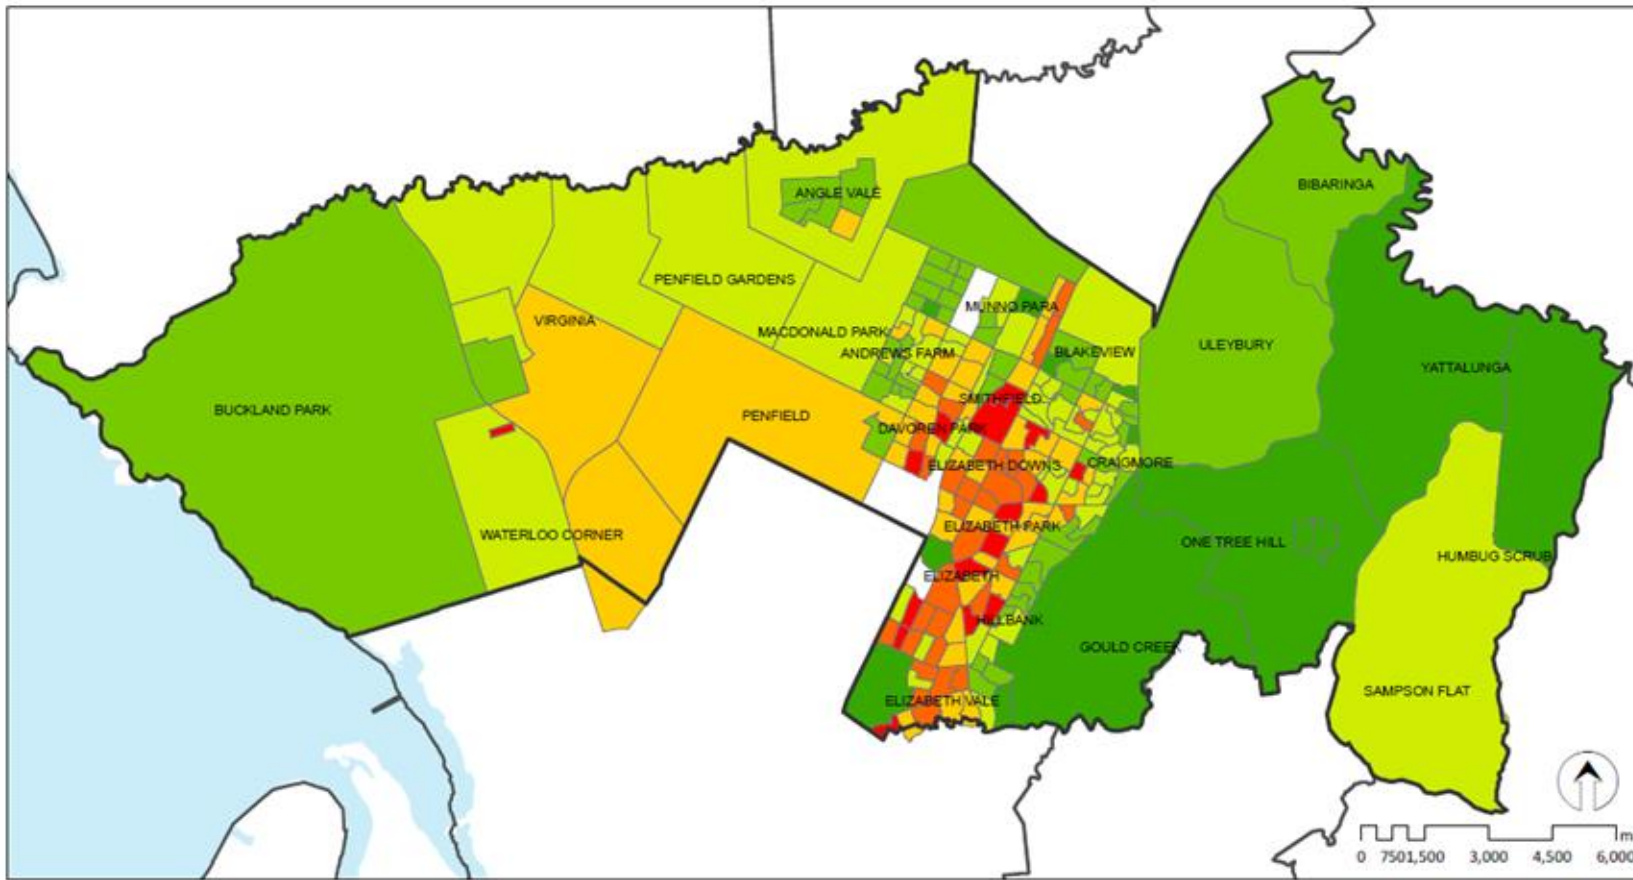 BIBARINGA
ANGLE VALE
PENFIELD GARDENS
MUNNO PARA
VIRGINIA
MACDONALD PARK
ANDREWS FARM
BLAKEVIEW
ULEYBURY
YATTALUNGA
BUCKLAND PARK
PENFIELD
SMITHFIELD
DAVOREN PARK
ELIZABETH DOWNS
CRAIGMORE
WATERLOO CORNER
ELIZABETH PARK
ONE TREE HILL
HUMBUG SCRUB
ELIZABETH
HILLBANK
GOULD CREEK
ELIZABETH VALE
SAMPSON FLAT
m
0 750 1,500 3,000 4,500 6,000